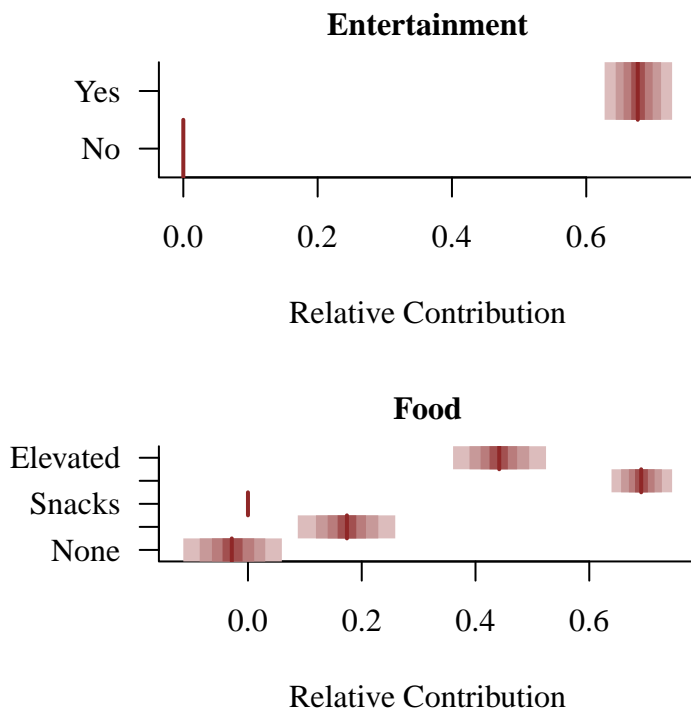 Entertainment
Yes
No
0.0 0.2 0.4 0.6
Relative Contribution
Food
Elevated
Snacks
None
0.0 0.2 0.4 0.6
Relative Contribution